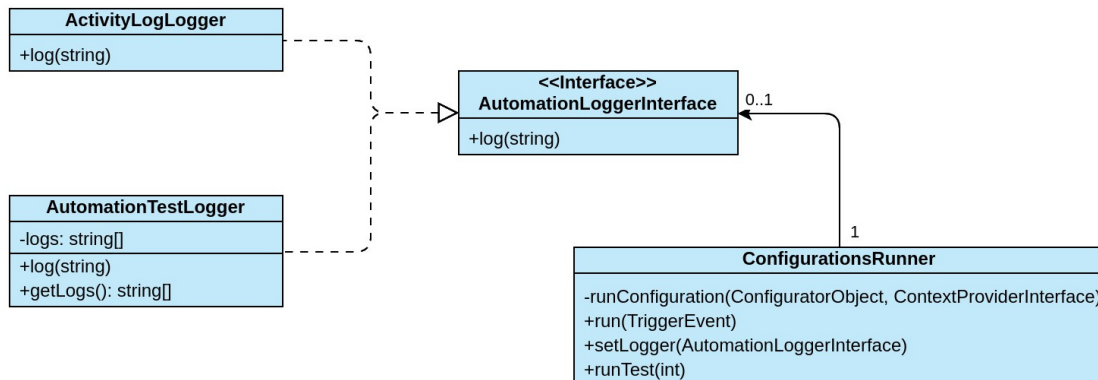 ActivityLogLogger
+log(string)
<<Interface>>
AutomationLoggerInterface
+log(string)
0..1
AutomationTestLogger
-logs: string[]
+log(string)
+getLogs(): string[]
1
ConfigurationsRunner
-runConfiguration(ConfiguratorObject, ContextProviderInterface)
+run(TriggerEvent)
+setLogger(AutomationLoggerInterface)
+runTest(int)